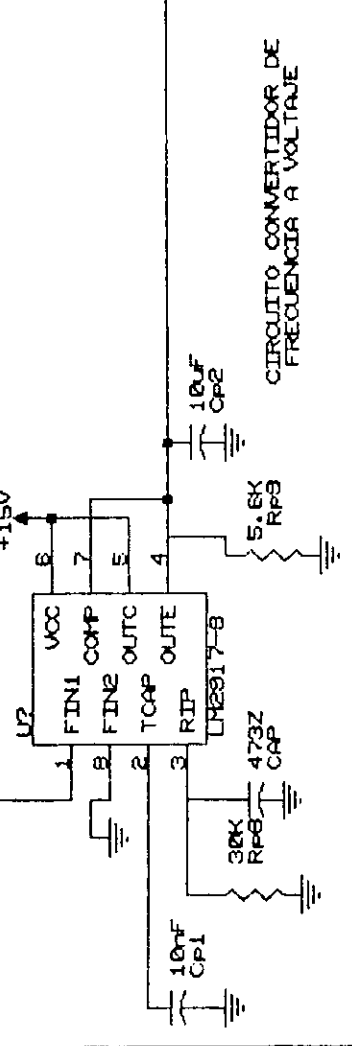 +15V
U?
1
FIN1
VCC
6
8
FIN2
COMP
7
2
TCAP
OUTC
5
3
RIP
OUTE
4
LM2917-8
10nF
Cp1
30K
Rp8
473Z
CAP
5.6K
Rp9
10uF
Cp2
CIRCUITO CONVERTIDOR DE
FRECUENCIA A VOLTAJE